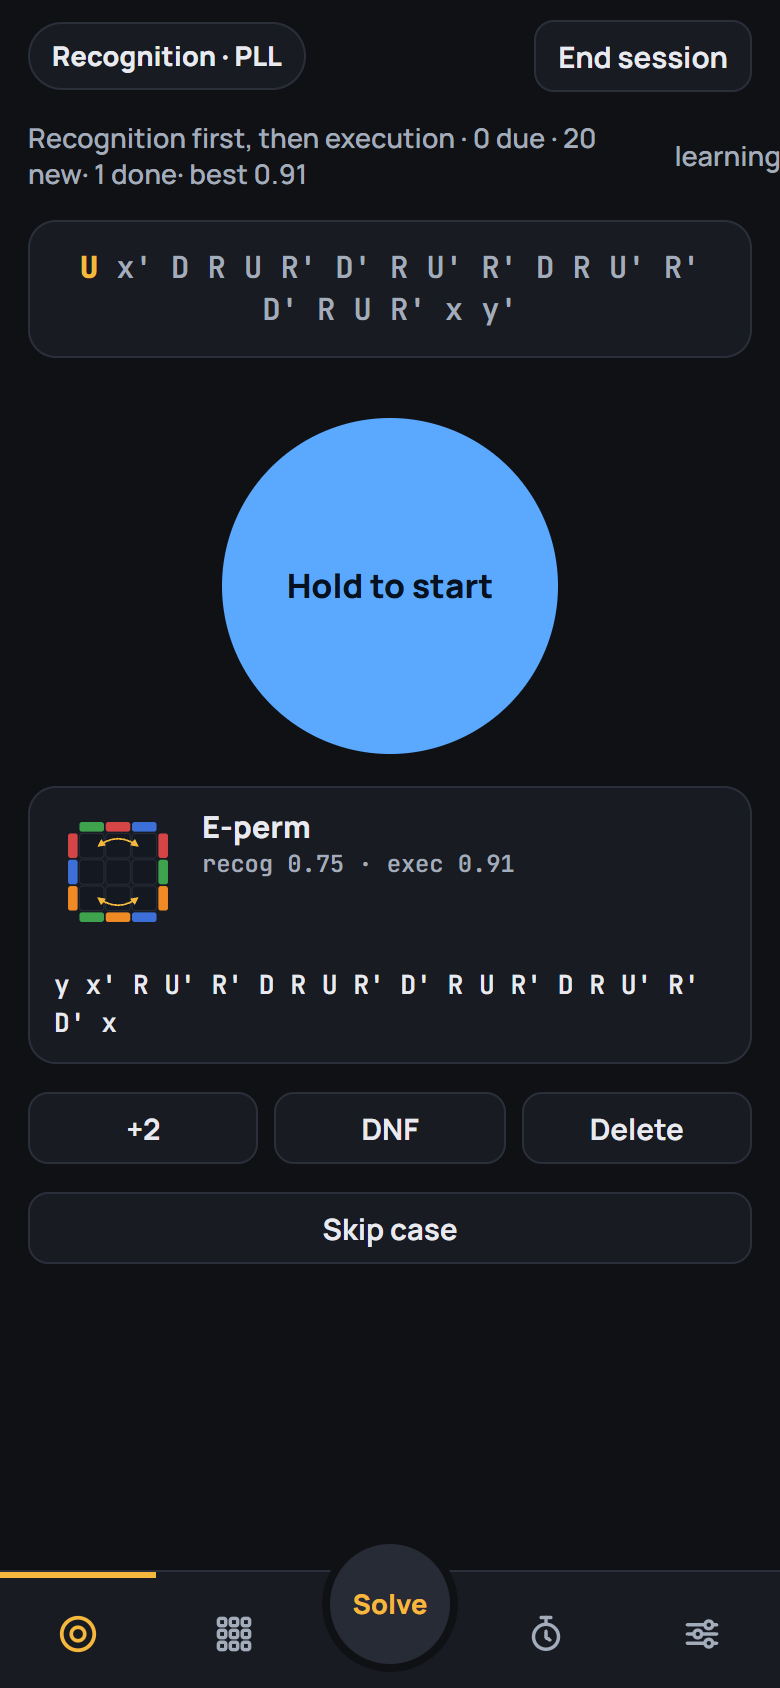 Recognition · PLL
End session
Recognition first, then execution · 0 due · 20
new· 1 done· best 0.91
learning
U x' D R U R' D' R U' R' D R U' R'
D' R U R' x y'
Hold to start
E-perm
recog 0.75 · exec 0.91
y x' R U' R' D R U R' D' R U R' D R U' R'
D' x
+2
DNF
Delete
Skip case
Solve